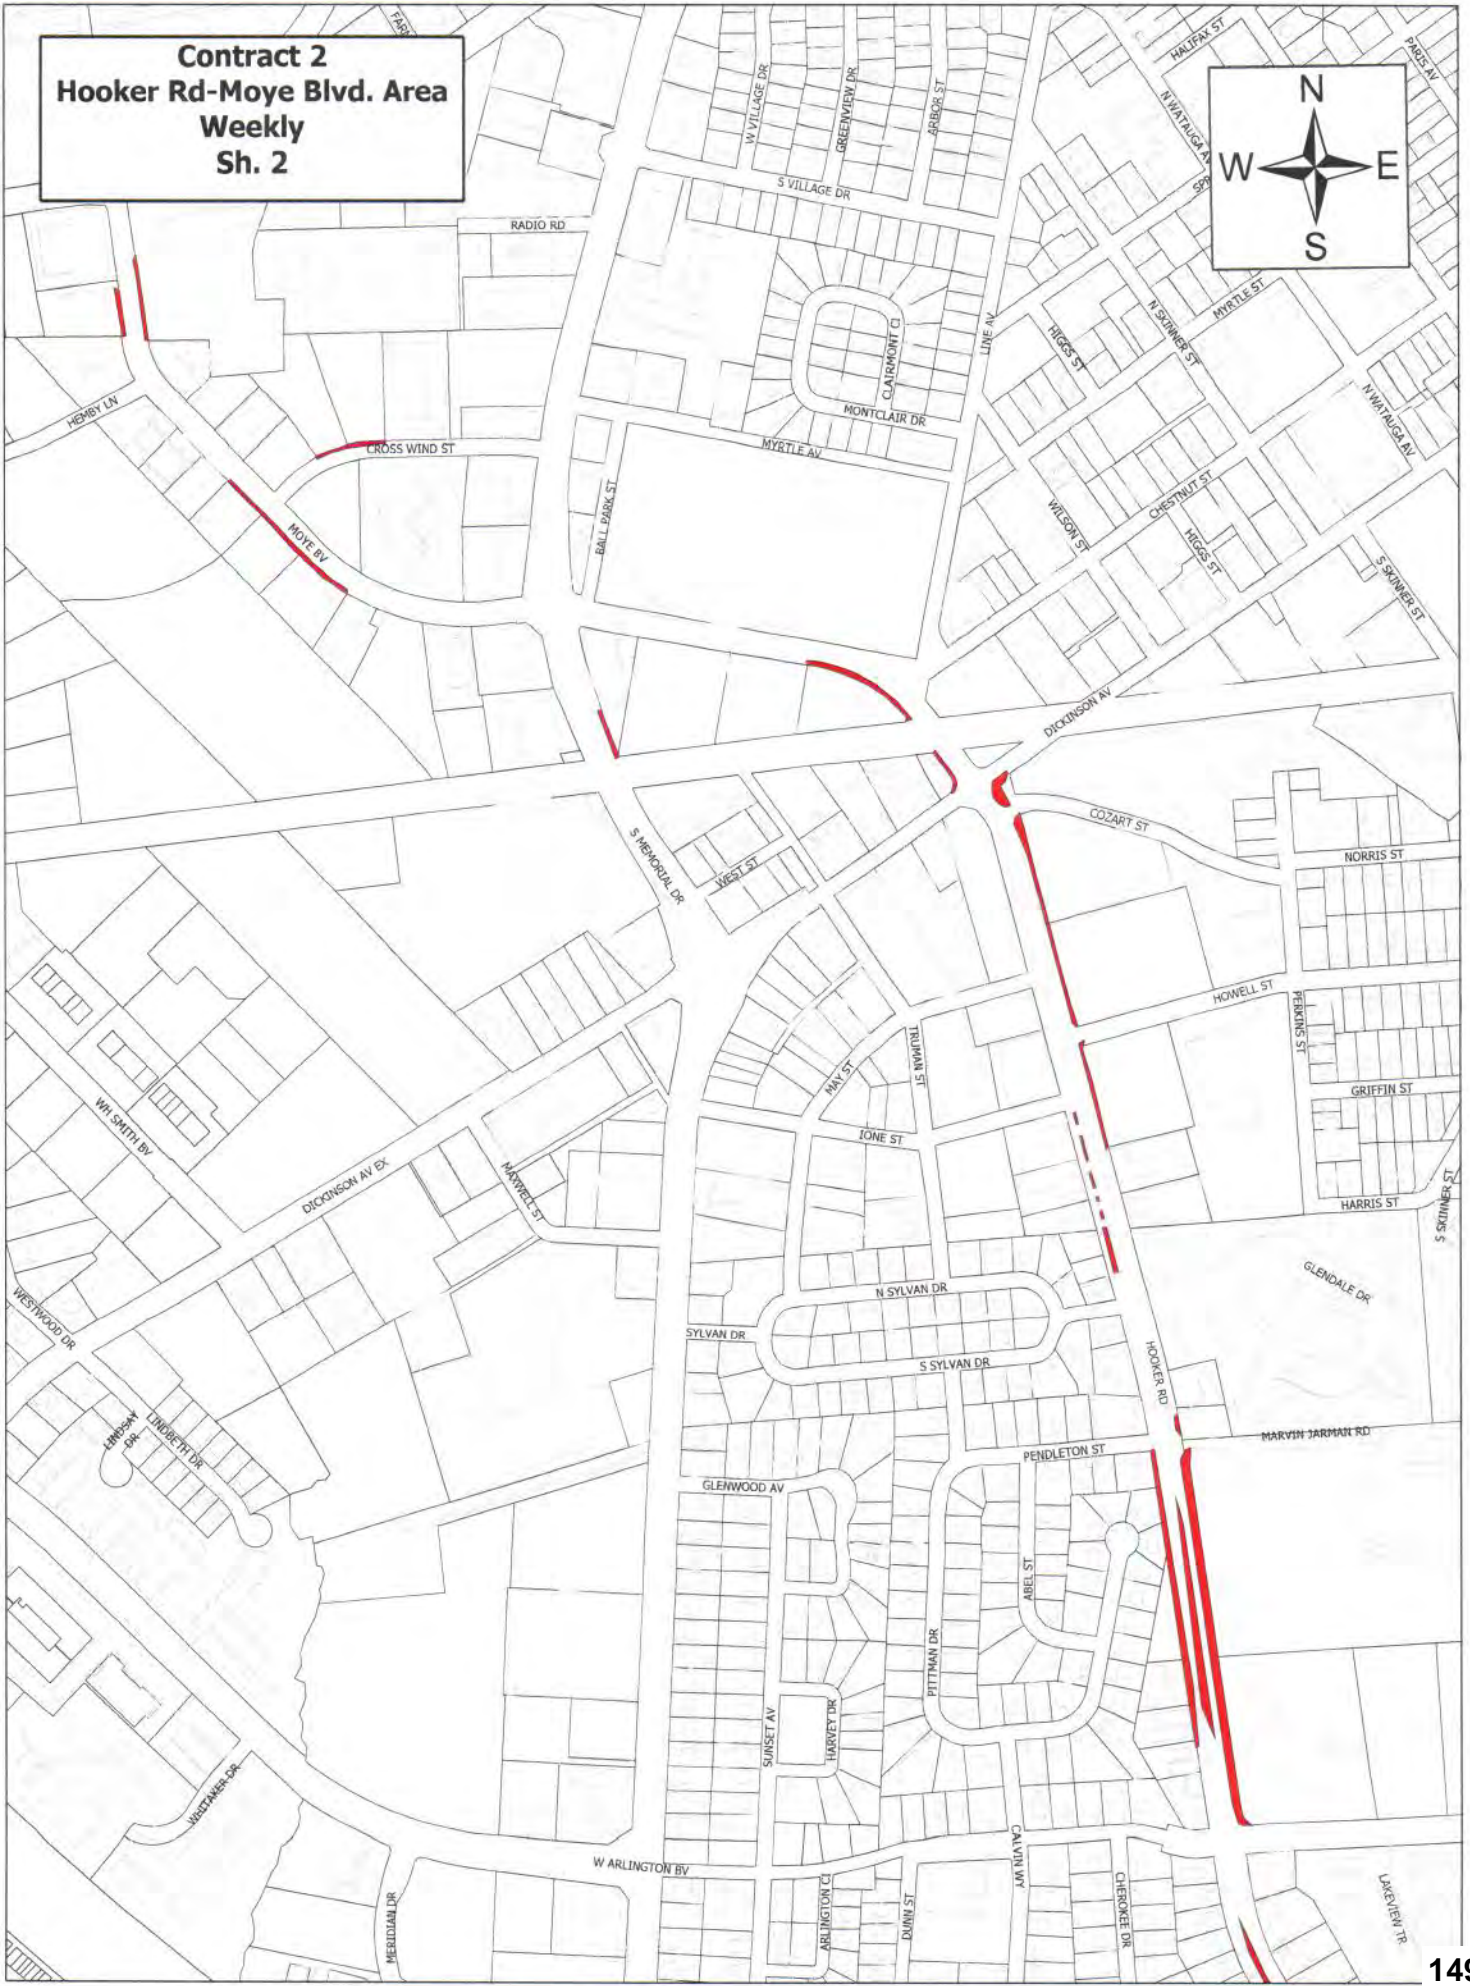 Contract 2
Hooker Rd-Moye Blvd. Area
Weekly
Sh. 2
N
W
E
S
HALIFAX ST
PARIS AV
N WATAUGA AV
W VILLAGE DR
GREENVIEW DR
ARBOR ST
S VILLAGE DR
RADIO RD
MYRTLE ST
N SKINNER ST
HIGGS ST
LINE AV
CLAIRMONT CI
MONTCLAIR DR
MYRTLE AV
N WATAUGA AV
HEMBY LN
CROSS WIND ST
BALL PARK ST
MOYE BV
CHESTNUT ST
WILSON ST
HIGGS ST
S SKINNER ST
DICKINSON AV
COZART ST
NORRIS ST
S MEMORIAL DR
WEST ST
HOWELL ST
PERKINS ST
TRUMAN ST
MAY ST
GRIFFIN ST
IONE ST
WH SMITH BV
DICKINSON AV EX
MAXWELL ST
HARRIS ST
S SKINNER ST
GLENDALE DR
N SYLVAN DR
WESTWOOD DR
SYLVAN DR
S SYLVAN DR
HOOKER RD
LINDSAY DR
LINDBETH DR
MARVIN JARMAN RD
PENDLETON ST
GLENWOOD AV
ABEL ST
PITTMAN DR
SUNSET AV
HARVEY DR
WHITAKER DR
W ARLINGTON BV
CALVIN WY
CHEROKEE DR
ARLINGTON CI
DUNN ST
MERIDIAN DR
LAKEVIEW TR